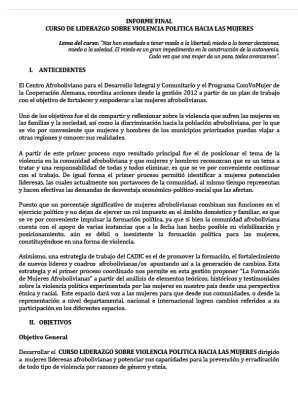 INFORME FINAL
CURSO DE LIDERAZGO SOBRE VIOLENCIA POLITICA HACIA LAS MUJERES
Lema del curso: "Nos han enseñado a tener miedo a la libertad; miedo a tomar decisiones,
miedo a la soledad. El miedo es un gran impedimento en la construcción de la autonomía.
Cada vez que una mujer da un paso, todas avanzamos".
I. ANTECEDENTES
El Centro Afroboliviano para el Desarrollo Integral y Comunitario y el Programa ComVoMujer de
la Cooperación Alemana, coordina acciones desde la gestión 2012 a partir de un plan de trabajo
con el objetivo de fortalecer y empoderar a las mujeres afrobolivianas.
Uno de los objetivos fue el de compartir y reflexionar sobre la violencia que sufren las mujeres en
las familias y la sociedad, así como la discriminación hacia la población afroboliviana, por lo que
se vio por conveniente que mujeres y hombres de los municipios priorizados puedan viajar a
otras regiones y conocer sus realidades.
A partir de este primer proceso cuyo resultado principal fue el de posicionar el tema de la
violencia en la comunidad afroboliviana y que mujeres y hombres reconozcan que es un tema a
tratar y una responsabilidad de todas y todos eliminar, es que se ve por conveniente continuar
con el trabajo. De igual forma el primer proceso permitió identificar a mujeres potenciales
lideresas, las cuales actualmente son portavoces de la comunidad, al mismo tiempo representan
y hacen efectivas las demandas de desventaja económico-político-social que las afectan.
Puesto que un porcentaje significativo de mujeres afrobolivianas combinan sus funciones en el
ejercicio político y no dejan de ejercer un rol impuesto en el ámbito doméstico y familiar; es que
se ve por conveniente impulsar la formación política, ya que si bien la comunidad afroboliviana
cuenta con el apoyo de varias instancias que a la fecha han hecho posible su visibilización y
posicionamiento, aún es débil o inexistente la formación política para las mujeres,
constituyéndose en una forma de violencia.
Asimismo, una estrategia de trabajo del CADIC es el de promover la formación, el fortalecimiento
de nuevos líderes y cuadros afrobolivianas/os apuntando así a la generación de cambios. Esta
estrategia y el primer proceso coordinado nos permite en esta gestión proponer "La Formación
de Mujeres Afrobolivianas" a partir del análisis de elementos teóricos, históricos y testimoniales
sobre la violencia política experimentada por las mujeres en nuestro país desde una perspectiva
étnica y racial. Este espacio dará voz a las mujeres para que desde sus comunidades, o desde la
representación a nivel departamental, nacional e internacional logren cambios referidos a su
participación en los diferentes espacios.
II. OBJETIVOS
Objetivo General
Desarrollar el CURSO LIDERAZGO SOBRE VIOLENCIA POLITICA HACIA LAS MUJERES dirigido
a mujeres lideresas afrobolivianas y potenciar sus capacidades para la prevención y erradicación
de todo tipo de violencia por razones de género y etnia.